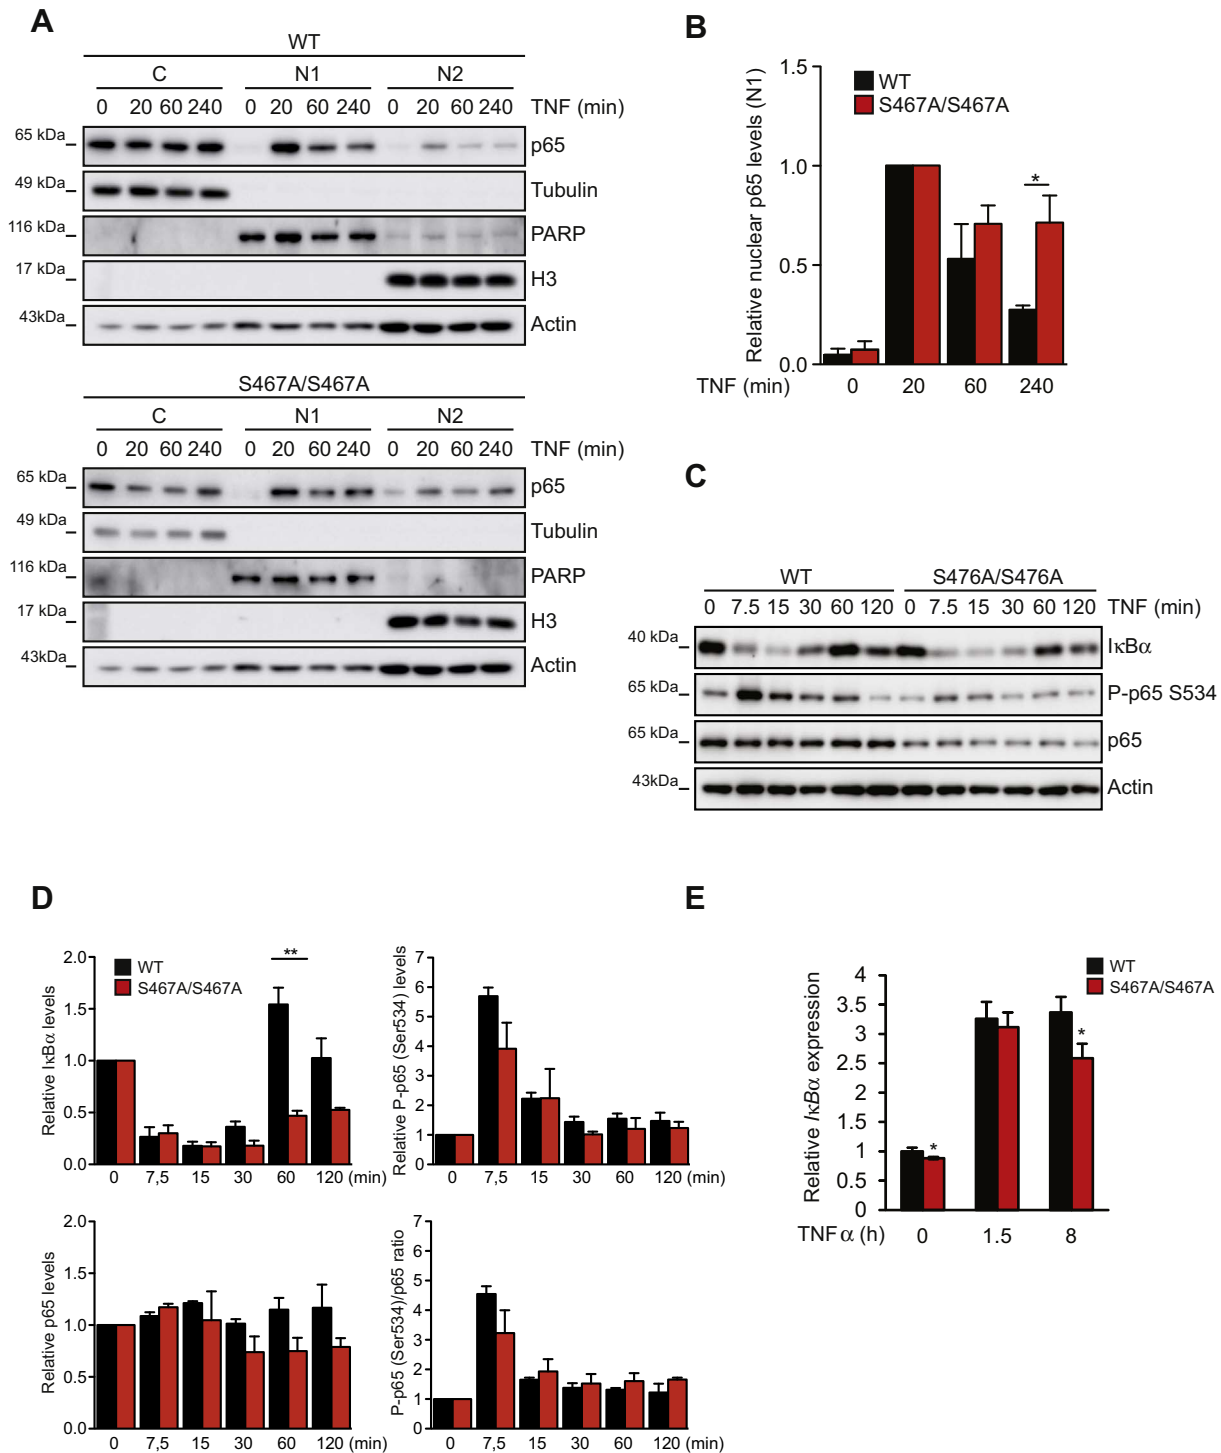 A
WT
C N1 N2
0 20 60 240 0 20 60 240 0 20 60 240 TNF (min)
65 kDa p65
49 kDa Tubulin
116 kDa PARP
17 kDa H3
43kDa Actin
S467A/S467A
C N1 N2
0 20 60 240 0 20 60 240 0 20 60 240 TNF (min)
65 kDa p65
49 kDa Tubulin
116 kDa PARP
17 kDa H3
43kDa Actin
B
Relative nuclear p65 levels (N1)
1.5
1.0
0.5
0.0
WT
S467A/S467A
*
TNF (min) 0 20 60 240
C
WT S476A/S476A
0 7.5 15 30 60 120 0 7.5 15 30 60 120 TNF (min)
40 kDa IκBα
65 kDa P-p65 S534
65 kDa p65
43kDa Actin
D
Relative IκBα levels
2.0
1.5
1.0
0.5
0.0
WT
S467A/S467A
**
0 7,5 15 30 60 120 (min)
Relative P-p65 (Ser534) levels
7
6
5
4
3
2
1
0
0 7,5 15 30 60 120 (min)
Relative p65 levels
2.0
1.5
1.0
0.5
0.0
0 7,5 15 30 60 120 (min)
P-p65 (Ser534)/p65 ratio
7
6
5
4
3
2
1
0
0 7,5 15 30 60 120 (min)
E
Relative IκBα expression
4
3.5
3
2.5
2
1.5
1
0.5
0
WT
S467A/S467A
*
*
TNFα (h) 0 1.5 8